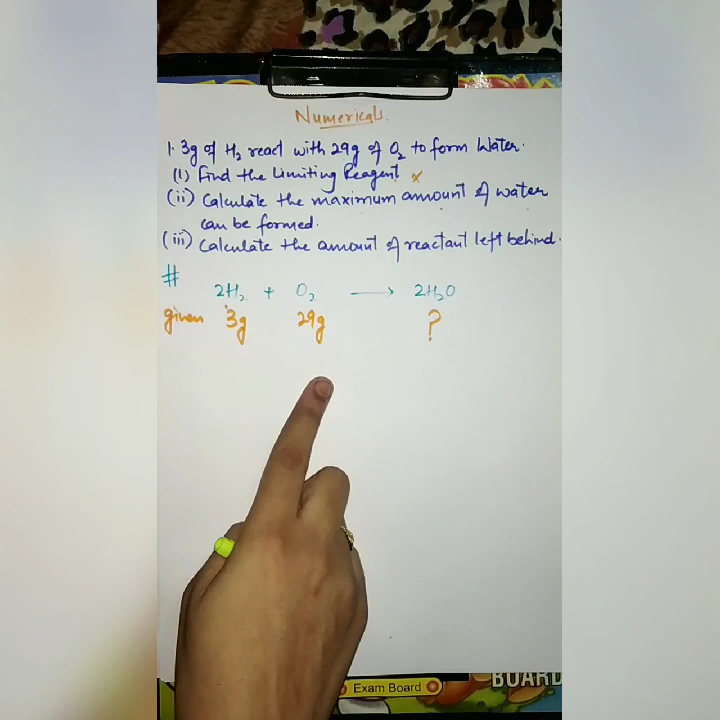 Numericals.
1. 3g of H₂ react with 29g of O₂ to form Water.
(1) Find the Limiting Reagent x
(ii) Calculate the maximum amount of water
can be formed.
(iii) Calculate the amount of reactant left behind.
#
2H₂ + O₂ → 2H₂O
given 3g 29g ?
Exam Board
BOARD